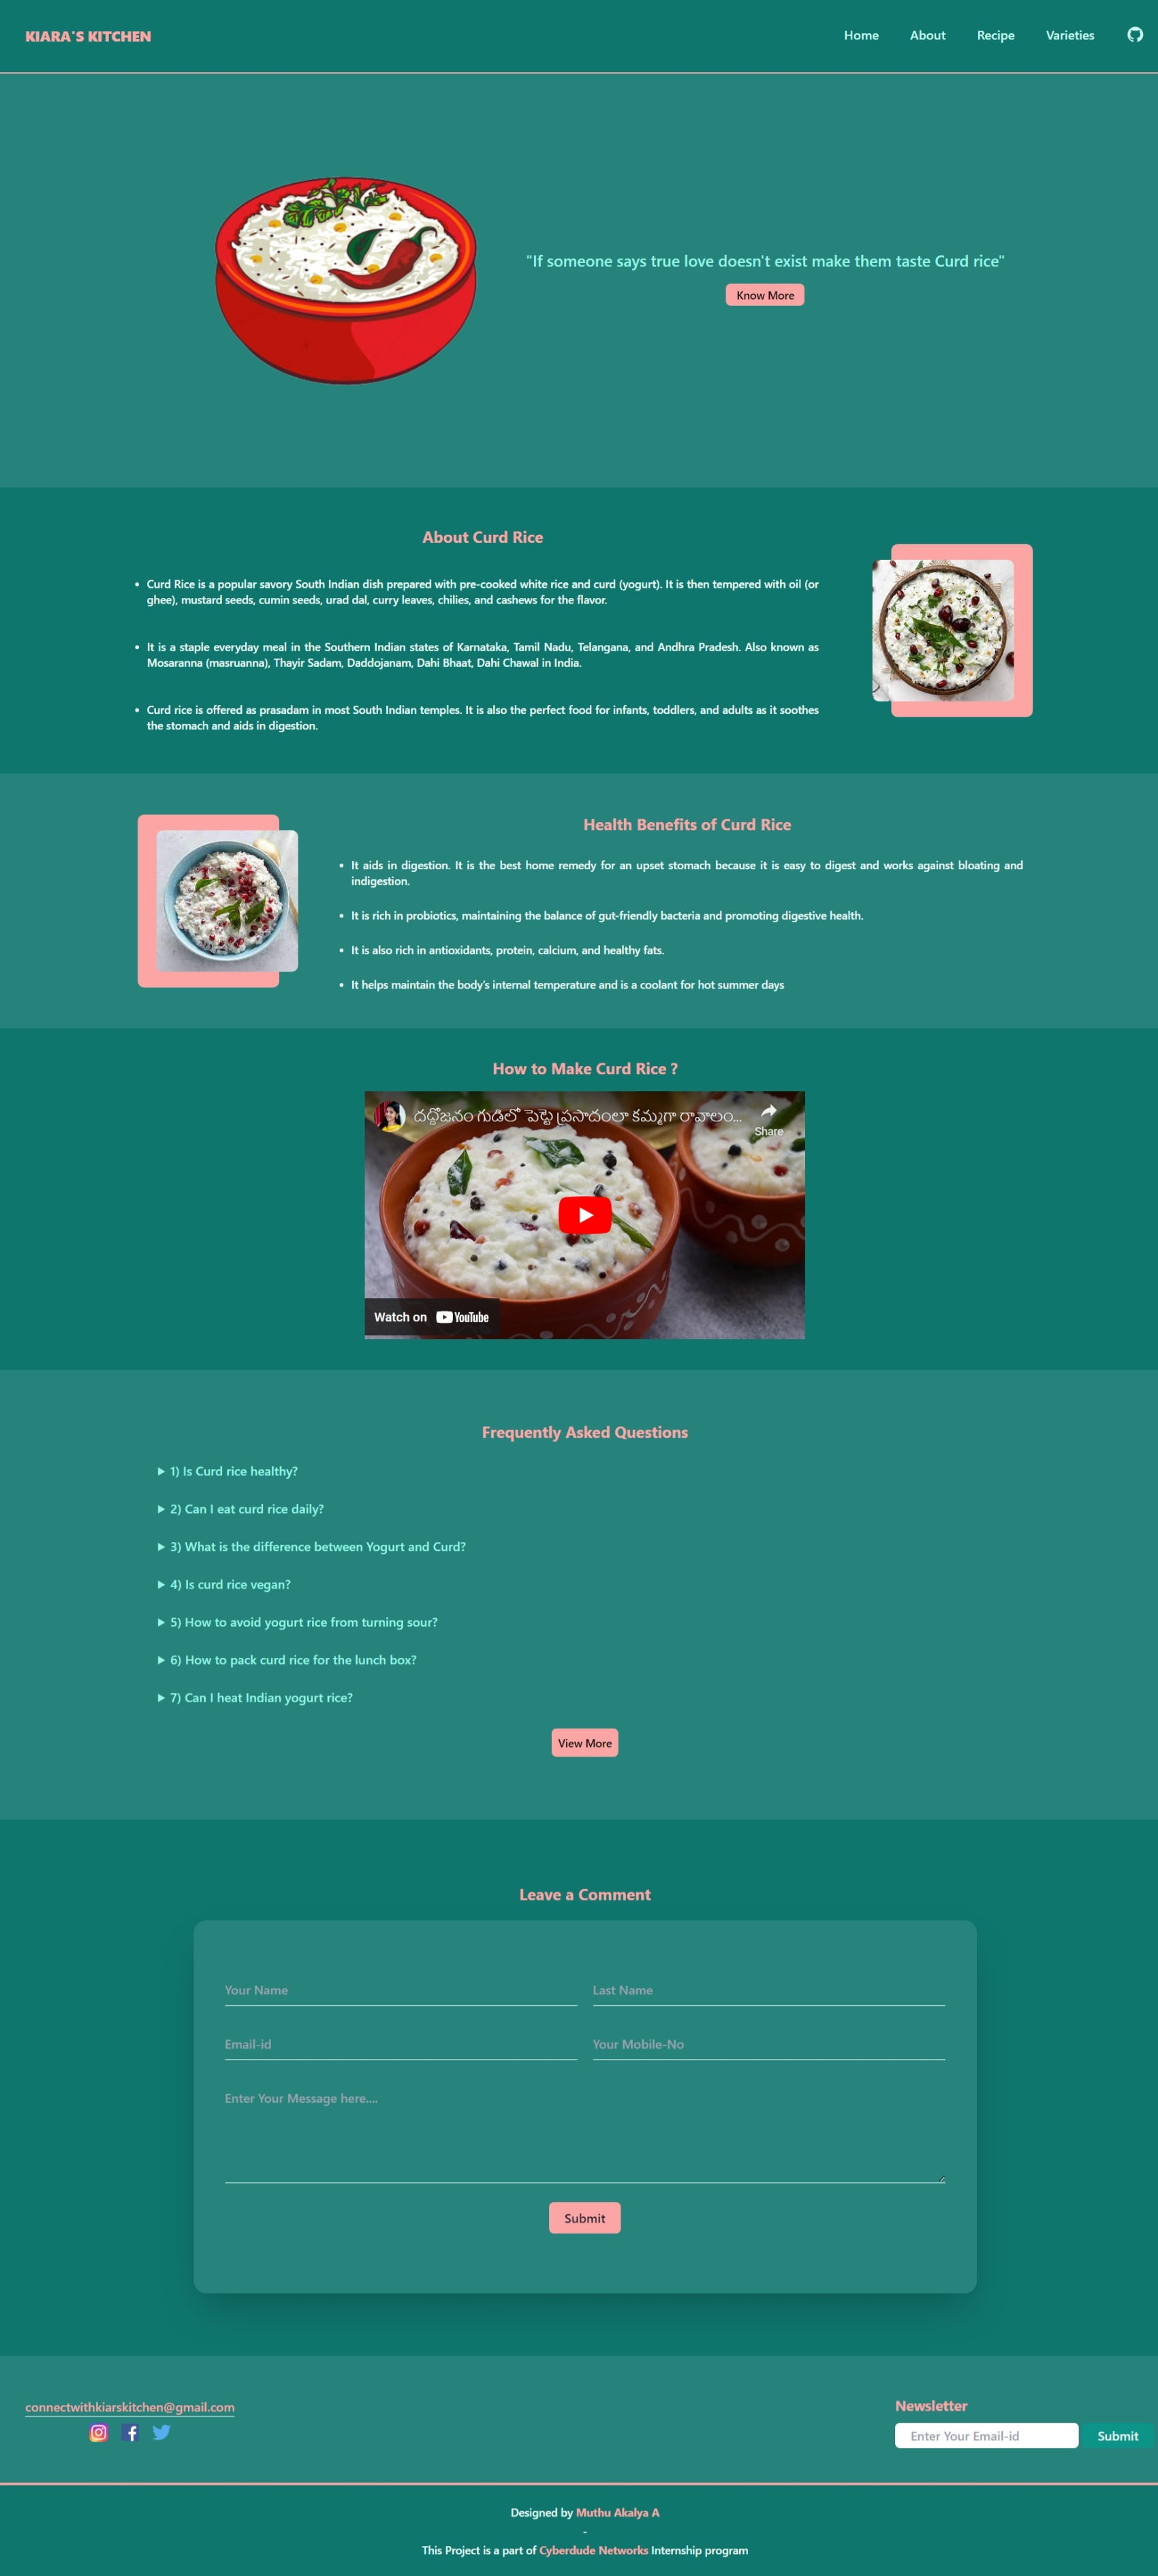 KIARA'S KITCHEN
Home
About
Recipe
Varieties
"If someone says true love doesn't exist make them taste Curd rice"
Know More
About Curd Rice
• Curd Rice is a popular savory South Indian dish prepared with pre-cooked white rice and curd (yogurt). It is then tempered with oil (or
ghee), mustard seeds, cumin seeds, urad dal, curry leaves, chilies, and cashews for the flavor.
• It is a staple everyday meal in the Southern Indian states of Karnataka, Tamil Nadu, Telangana, and Andhra Pradesh. Also known as
Mosaranna (masruanna), Thayir Sadam, Daddojanam, Dahi Bhaat, Dahi Chawal in India.
• Curd rice is offered as prasadam in most South Indian temples. It is also the perfect food for infants, toddlers, and adults as it soothes
the stomach and aids in digestion.
Health Benefits of Curd Rice
• It aids in digestion. It is the best home remedy for an upset stomach because it is easy to digest and works against bloating and
indigestion.
• It is rich in probiotics, maintaining the balance of gut-friendly bacteria and promoting digestive health.
• It is also rich in antioxidants, protein, calcium, and healthy fats.
• It helps maintain the body's internal temperature and is a coolant for hot summer days
How to Make Curd Rice ?
దద్దోజనం గుడిలో పెట్టె ప్రసాదంలా కమ్మగా రావాలం...
Share
Watch on YouTube
Frequently Asked Questions
▶ 1) Is Curd rice healthy?
▶ 2) Can I eat curd rice daily?
▶ 3) What is the difference between Yogurt and Curd?
▶ 4) Is curd rice vegan?
▶ 5) How to avoid yogurt rice from turning sour?
▶ 6) How to pack curd rice for the lunch box?
▶ 7) Can I heat Indian yogurt rice?
View More
Leave a Comment
Your Name
Last Name
Email-id
Your Mobile-No
Enter Your Message here....
Submit
connectwithkiarskitchen@gmail.com
Newsletter
Enter Your Email-id
Submit
Designed by Muthu Akalya A
-
This Project is a part of Cyberdude Networks Internship program